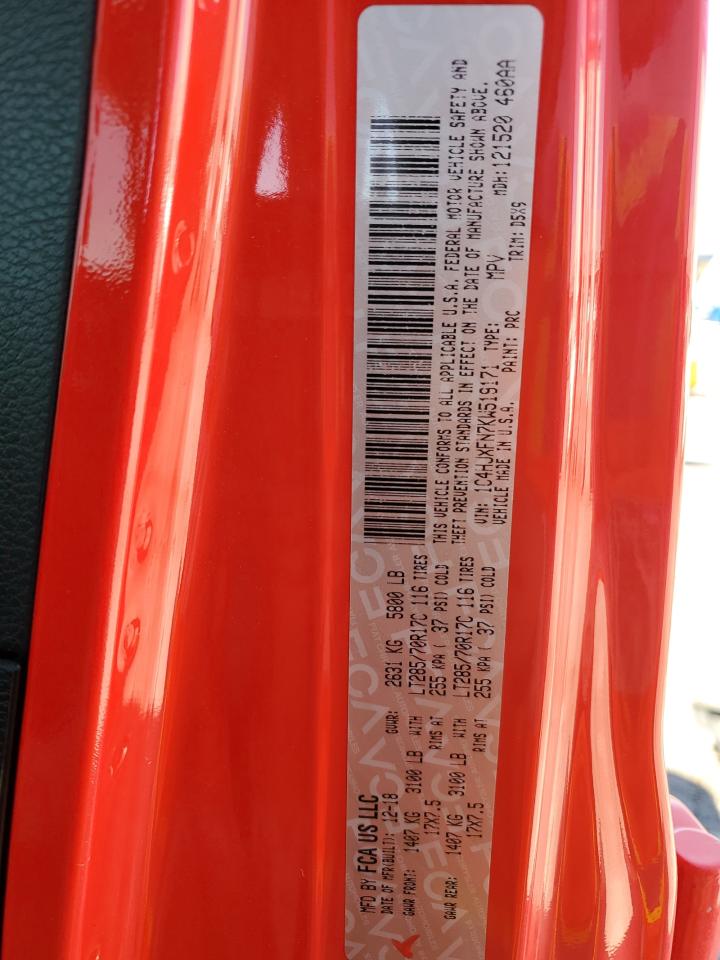 MFD BY FCA US LLC
DATE OF MFR(BUILT): 12-18 GVWR: 2631 KG 5800 LB
GAWR FRONT: 1407 KG 3100 LB WITH LT285/70R17C 116 TIRES
17X7.5 RIMS AT 255 KPA ( 37 PSI) COLD
GAWR REAR: 1407 KG 3100 LB WITH LT285/70R17C 116 TIRES
17X7.5 RIMS AT 255 KPA ( 37 PSI) COLD
THIS VEHICLE CONFORMS TO ALL APPLICABLE U.S.A. FEDERAL MOTOR VEHICLE SAFETY AND
THEFT PREVENTION STANDARDS IN EFFECT ON THE DATE OF MANUFACTURE SHOWN ABOVE.
VIN: 1C4HJXFN7KW519171 TYPE: MPV MDH: 121520 460AA
VEHICLE MADE IN U.S.A. PAINT: PRC TRIM: D5X9